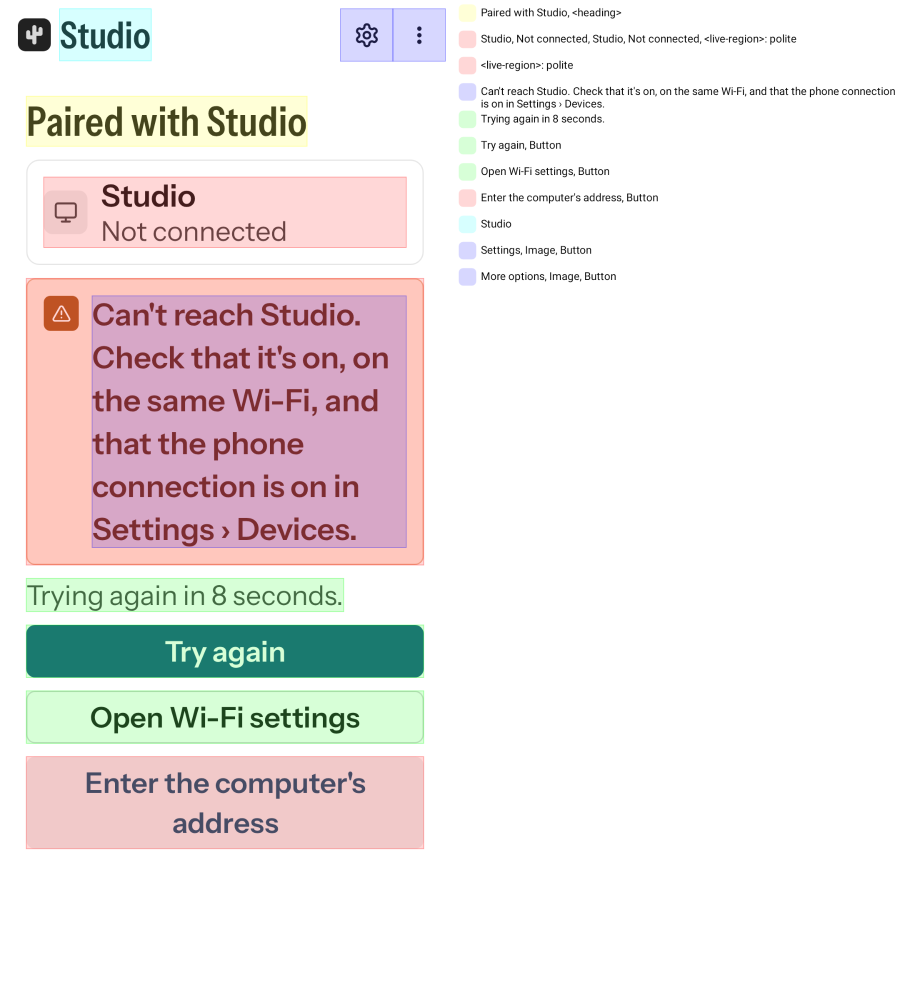 Studio
Paired with Studio
Studio
Not connected
Can't reach Studio.
Check that it's on, on
the same Wi-Fi, and
that the phone
connection is on in
Settings › Devices.
Trying again in 8 seconds.
Try again
Open Wi-Fi settings
Enter the computer's
address
Paired with Studio, <heading>
Studio, Not connected, Studio, Not connected, <live-region>: polite
<live-region>: polite
Can't reach Studio. Check that it's on, on the same Wi-Fi, and that the phone connection
is on in Settings › Devices.
Trying again in 8 seconds.
Try again, Button
Open Wi-Fi settings, Button
Enter the computer's address, Button
Studio
Settings, Image, Button
More options, Image, Button